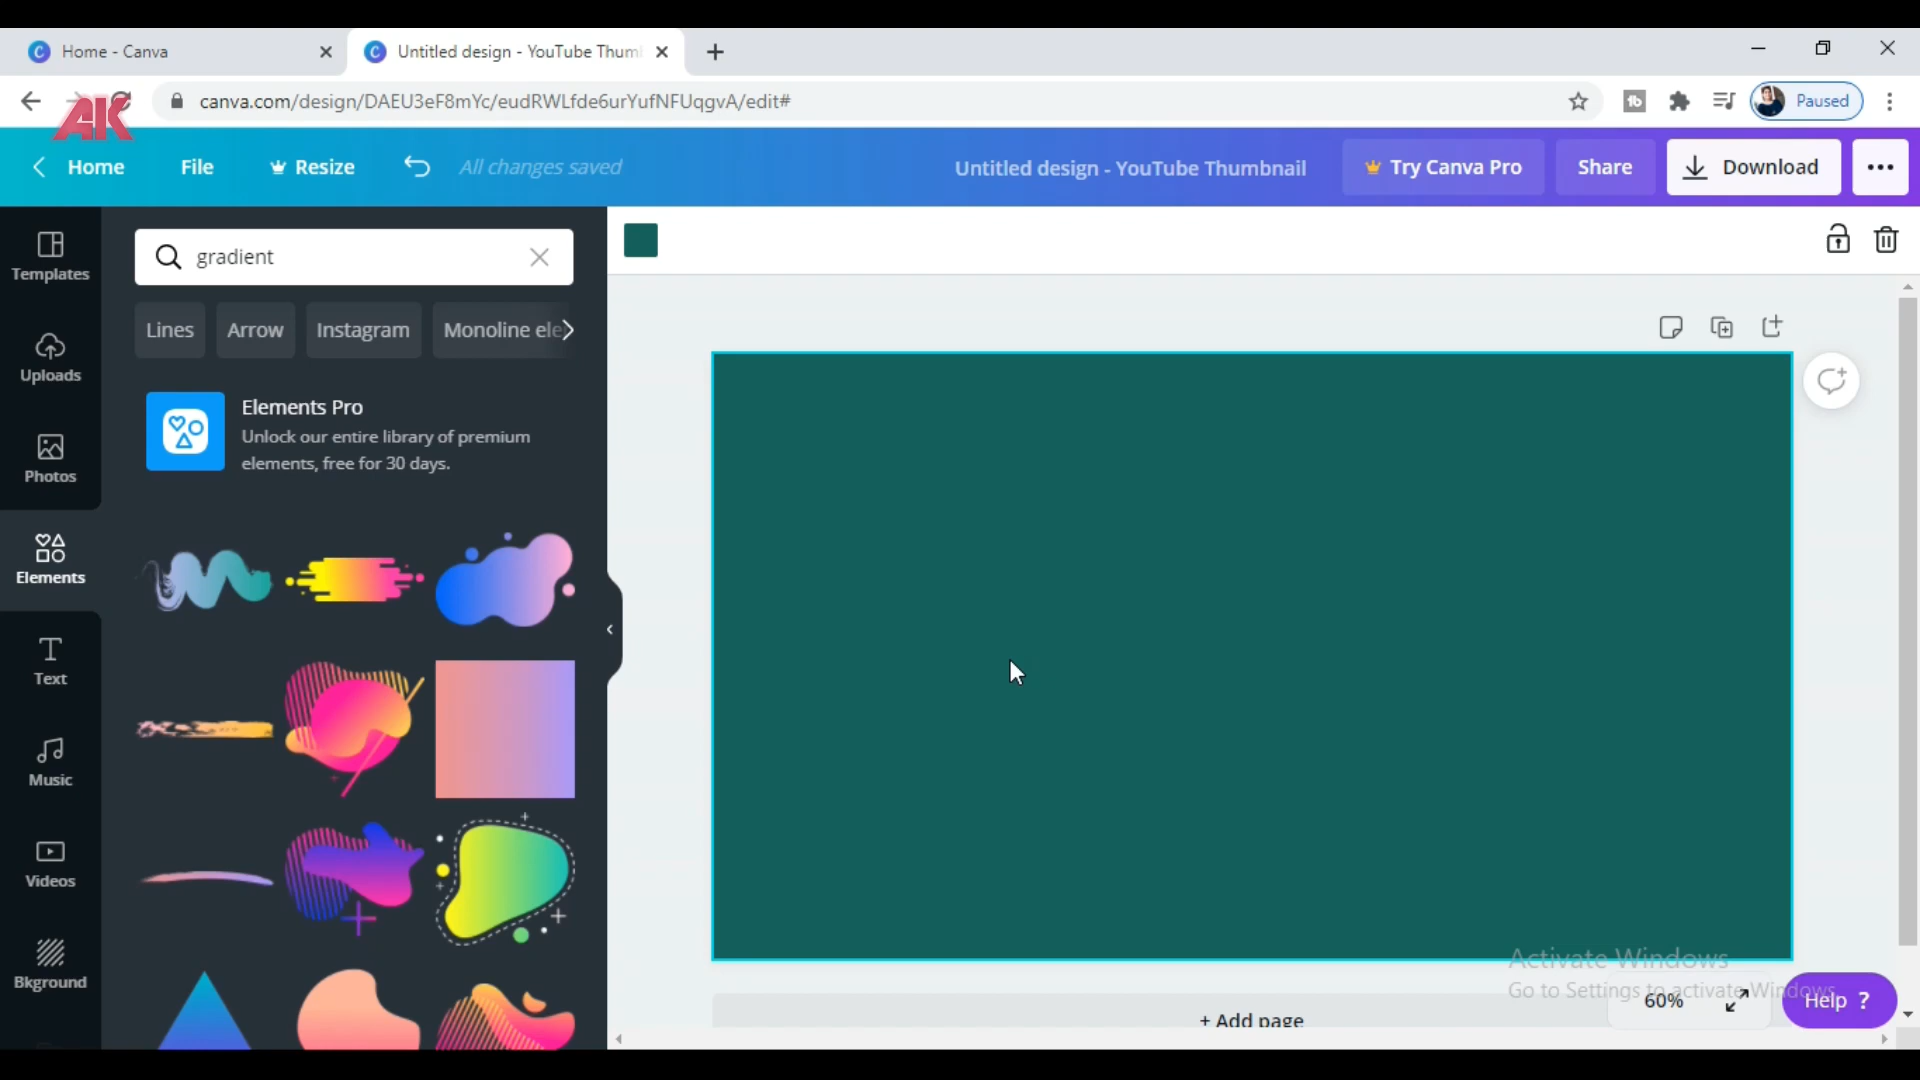 Home - Canva
Untitled design - YouTube Thum
canva.com/design/DAEU3eF8mYc/eudRWLfde6urYufNFUqgvA/edit#
Paused
AK
Home
File
Resize
All changes saved
Untitled design - YouTube Thumbnail
Try Canva Pro
Share
Download
Templates
Uploads
Photos
Elements
Text
Music
Videos
Bkground
gradient
Lines
Arrow
Instagram
Monoline ele
Elements Pro
Unlock our entire library of premium
elements, free for 30 days.
+ Add page
Activate Windows
Go to Settings to activate Windows.
60%
Help ?